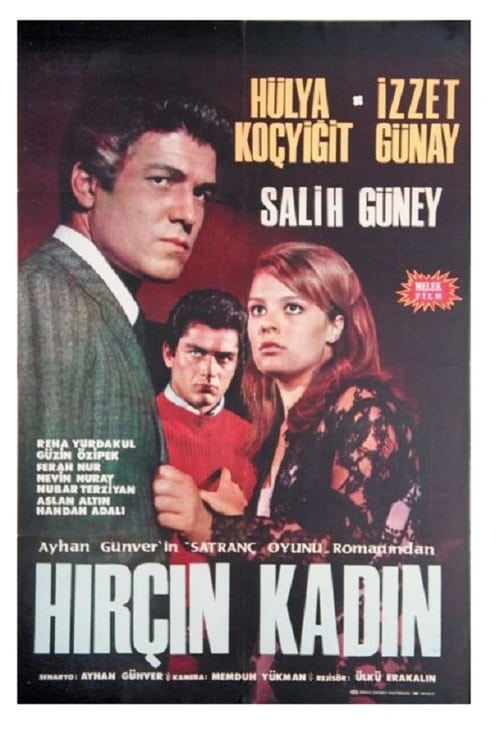 HÜLYA • İZZET
KOÇYİĞİT GÜNAY
SALİH GÜNEY
MELEK
FİLM
REHA YURDAKUL
GÜZİN ÖZİPEK
FERAH NUR
NEVİN NURAY
NUBAR TERZİYAN
ASLAN ALTIN
HANDAN ADALI
Ayhan Günver'in "SATRANÇ OYUNU„ Romanından
HIRÇIN KADIN
SENARYO: AYHAN GÜNVER KAMERA: MEMDUH YÜKMAN REJİSÖR: ÜLKÜ ERAKALIN